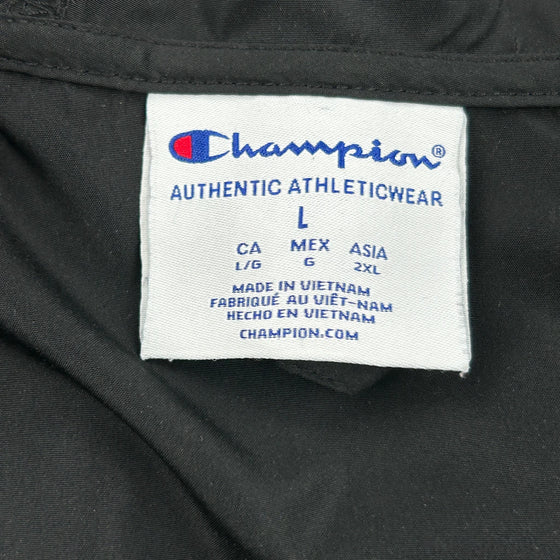 Champion®
AUTHENTIC ATHLETICWEAR
L
CA MEX ASIA
L/G G 2XL
MADE IN VIETNAM
FABRIQUÉ AU VIÊT-NAM
HECHO EN VIETNAM
CHAMPION.COM